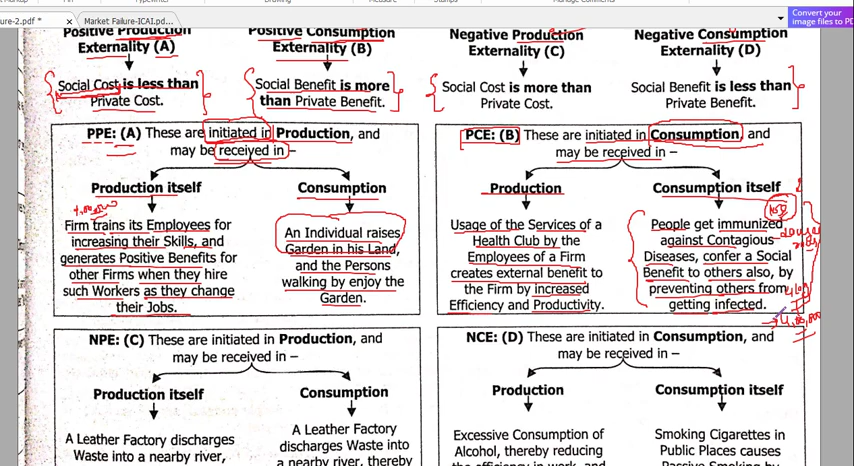 ure-2.pdf *
Market Failure-ICAI.pd...
Convert your
image files to PD
Positive Production
Externality (A)
Positive Consumption
Externality (B)
Negative Production
Externality (C)
Negative Consumption
Externality (D)
Social Cost is less than
Private Cost.
Social Benefit is more
than Private Benefit.
Social Cost is more than
Private Cost.
Social Benefit is less than
Private Benefit.
PPE: (A) These are initiated in Production, and
may be received in –
Production itself
Firm trains its Employees for
increasing their Skills, and
generates Positive Benefits for
other Firms when they hire
such Workers as they change
their Jobs.
Consumption
An Individual raises
Garden in his Land,
and the Persons
walking by enjoy the
Garden.
PCE: (B) These are initiated in Consumption, and
may be received in –
Production
Usage of the Services of a
Health Club by the
Employees of a Firm
creates external benefit to
the Firm by increased
Efficiency and Productivity.
Consumption itself
People get immunized
against Contagious
Diseases, confer a Social
Benefit to others also, by
preventing others from
getting infected.
NPE: (C) These are initiated in Production, and
may be received in –
Production itself
A Leather Factory discharges
Waste into a nearby river,
Consumption
A Leather Factory
discharges Waste into
a nearby river, thereby
NCE: (D) These are initiated in Consumption, and
may be received in –
Production
Excessive Consumption of
Alcohol, thereby reducing
the efficiency in work, and
Consumption itself
Smoking Cigarettes in
Public Places causes
Passive Smoking by